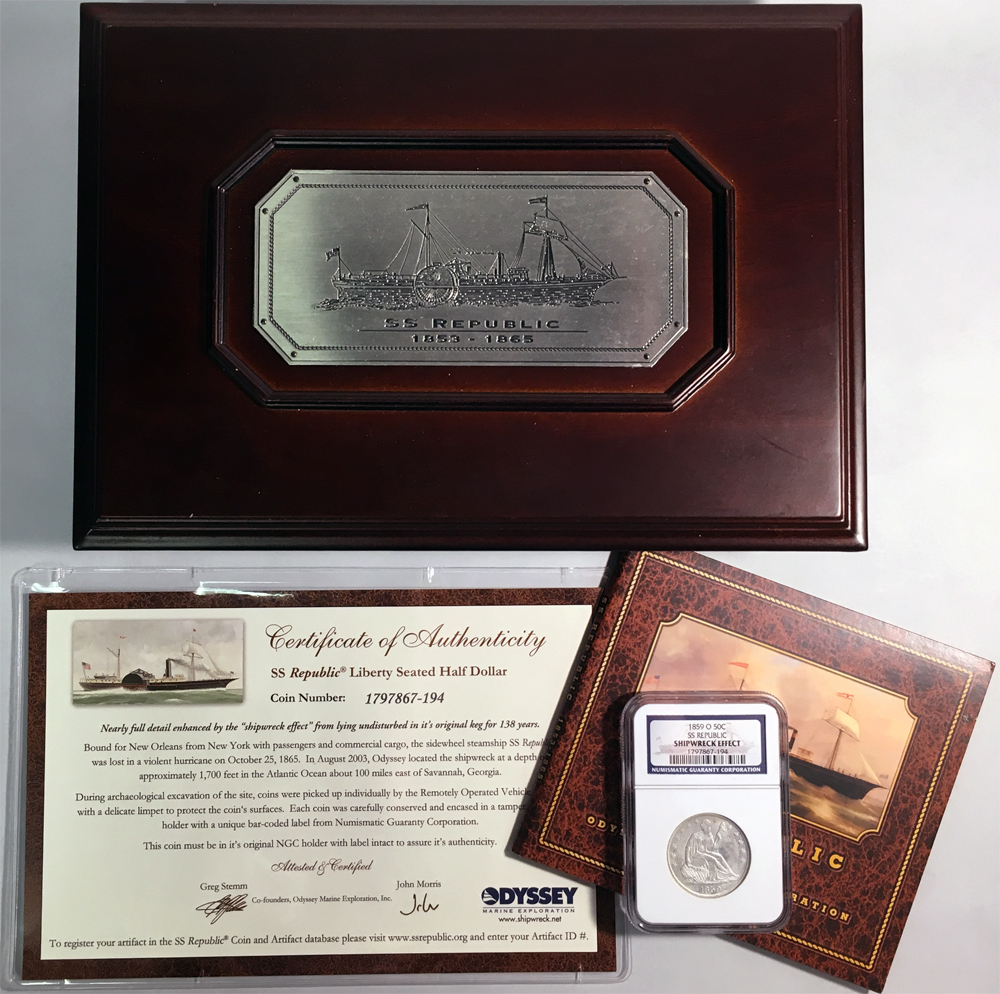 SS REPUBLIC
1853 - 1865
Certificate of Authenticity
SS Republic® Liberty Seated Half Dollar
Coin Number: 1797867-194
Nearly full detail enhanced by the "shipwreck effect" from lying undisturbed in it's original keg for 138 years.
Bound for New Orleans from New York with passengers and commercial cargo, the sidewheel steamship SS Repu
was lost in a violent hurricane on October 25, 1865. In August 2003, Odyssey located the shipwreck at a depth
approximately 1,700 feet in the Atlantic Ocean about 100 miles east of Savannah, Georgia.
During archaeological excavation of the site, coins were picked up individually by the Remotely Operated Vehicle
with a delicate limpet to protect the coin's surfaces. Each coin was carefully conserved and encased in a tamper
holder with a unique bar-coded label from Numismatic Guaranty Corporation.
This coin must be in it's original NGC holder with label intact to assure it's authenticity.
Attested & Certified
Greg Stemm
John Morris
Co-founders, Odyssey Marine Exploration, Inc.
ODYSSEY
MARINE EXPLORATION
www.shipwreck.net
To register your artifact in the SS Republic® Coin and Artifact database please visit www.ssrepublic.org and enter your Artifact ID #.
1859 O 50C
SS REPUBLIC
SHIPWRECK EFFECT
1797867-194
NUMISMATIC GUARANTY CORPORATION
1859
BLIC
ODY
RATION